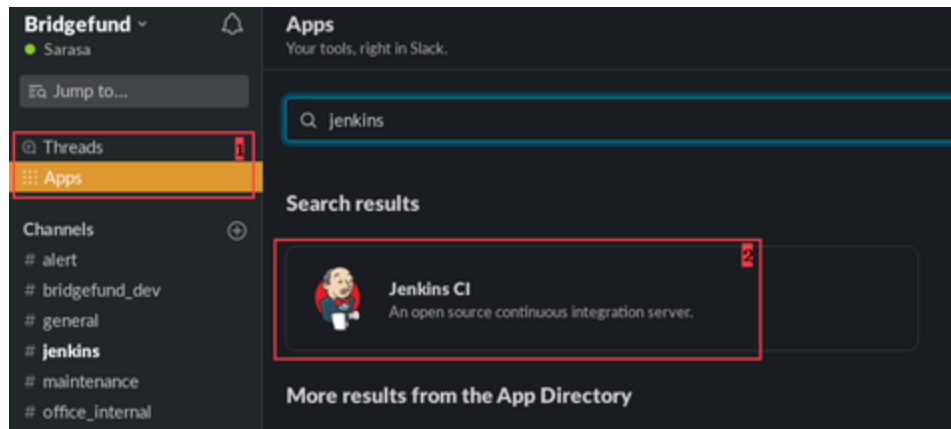 Bridgefund
Sarasa
Jump to...
Threads
1
Apps
Channels
# alert
# bridgefund_dev
# general
# jenkins
# maintenance
# office_internal
Apps
Your tools, right in Slack.
jenkins
Search results
2
Jenkins CI
An open source continuous integration server.
More results from the App Directory